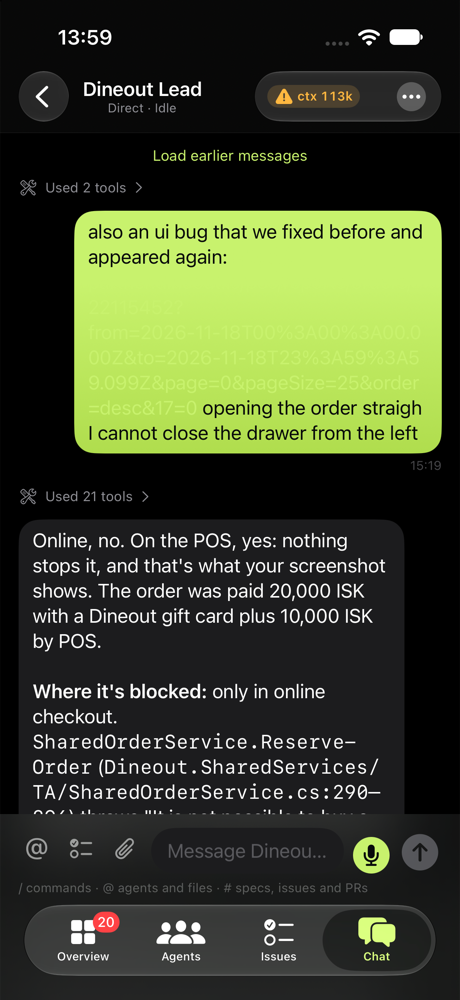 13:59
Dineout Lead
Direct · Idle
ctx 113k
Load earlier messages
Used 2 tools
also an ui bug that we fixed before and
appeared again:
from=2026-11-18T00%3A00%3A00.0
00Z&to=2026-11-18T23%3A59%3A5
9.099Z&page=0&pageSize=25&order
=desc&17=0 opening the order straigh
I cannot close the drawer from the left
15:19
Used 21 tools
Online, no. On the POS, yes: nothing
stops it, and that's what your screenshot
shows. The order was paid 20,000 ISK
with a Dineout gift card plus 10,000 ISK
by POS.
Where it's blocked: only in online
checkout.
SharedOrderService.Reserve-
Order (Dineout.SharedServices/
TA/SharedOrderService.cs:290–
Message Dineou...
/ commands · @ agents and files · # specs, issues and PRs
20
Overview
Agents
Issues
Chat